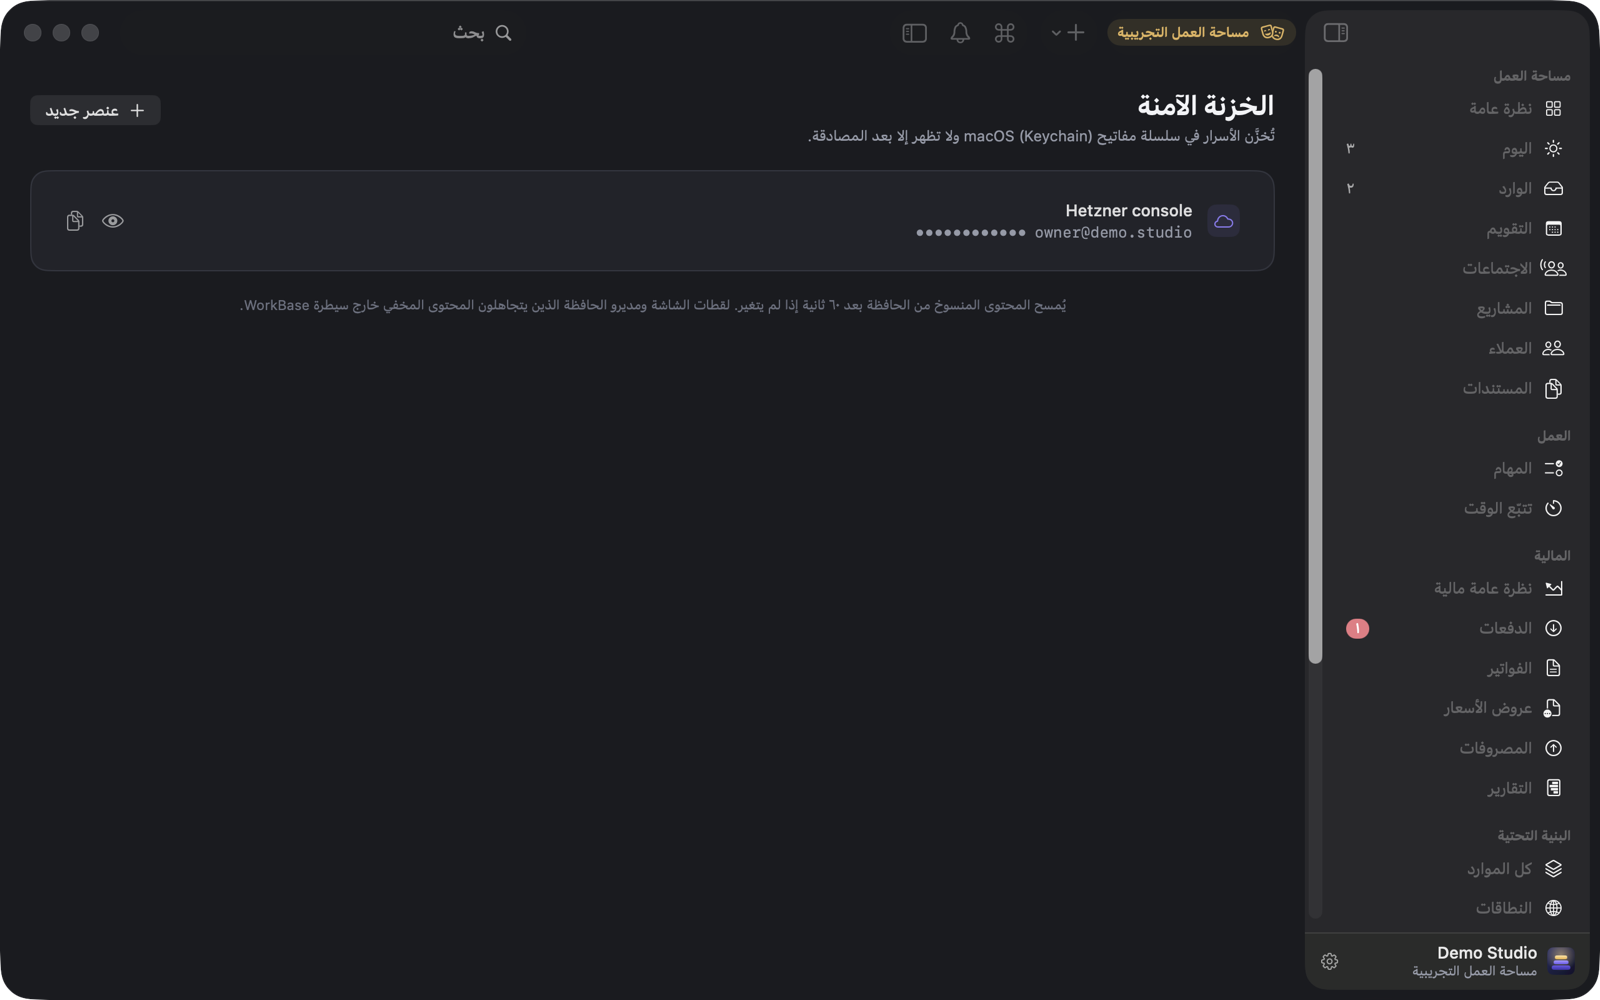 مساحة العمل التجريبية
بحث
مساحة العمل
نظرة عامة
اليوم ٣
الوارد ٢
التقويم
الاجتماعات
المشاريع
العملاء
المستندات
العمل
المهام
تتبّع الوقت
المالية
نظرة عامة مالية
الدفعات ١
الفواتير
عروض الأسعار
المصروفات
التقارير
البنية التحتية
كل الموارد
النطاقات
Demo Studio
مساحة العمل التجريبية
الخزنة الآمنة
عنصر جديد
تُخزَّن الأسرار في سلسلة مفاتيح macOS (Keychain) ولا تظهر إلا بعد المصادقة.
Hetzner console
owner@demo.studio ••••••••••••
يُمسح المحتوى المنسوخ من الحافظة بعد ٦٠ ثانية إذا لم يتغير. لقطات الشاشة ومديرو الحافظة الذين يتجاهلون المحتوى المخفي خارج سيطرة WorkBase.